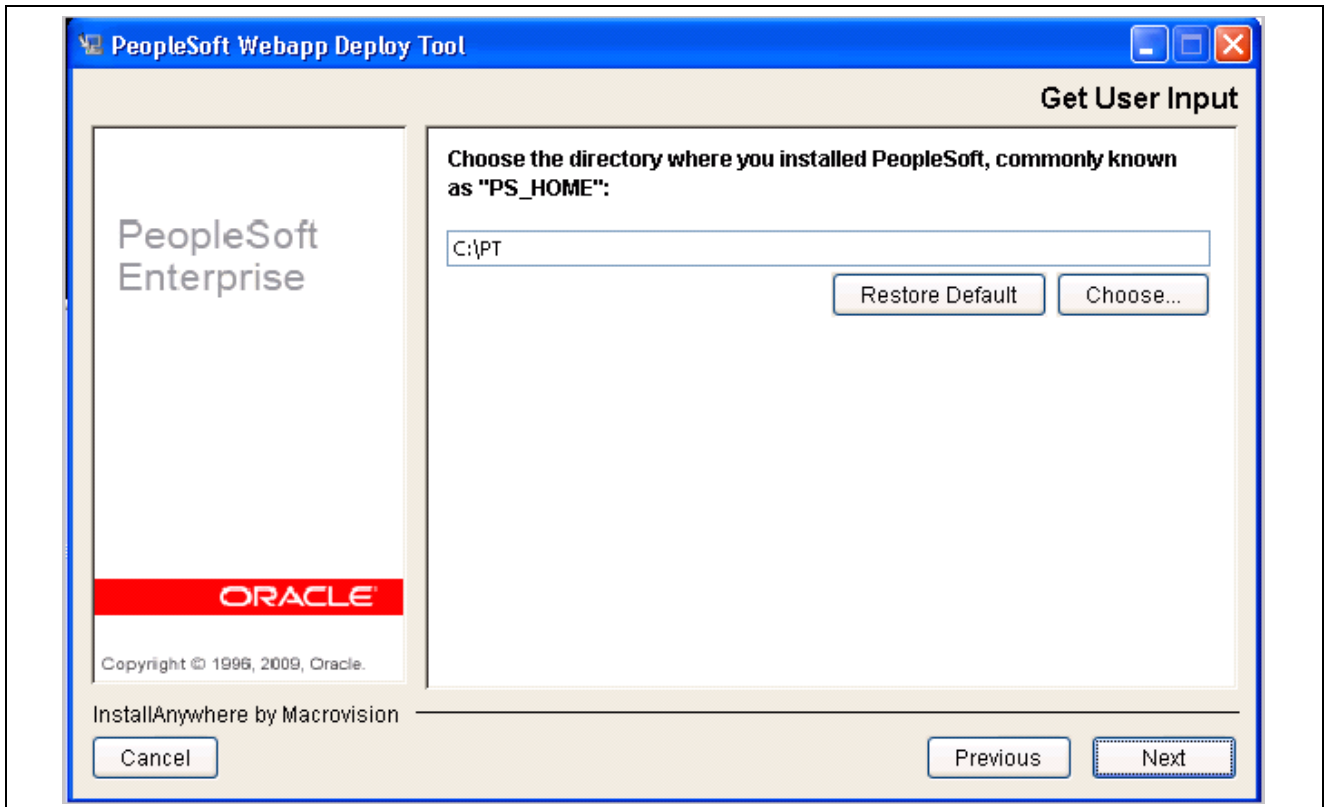 PeopleSoft Webapp Deploy Tool
Get User Input
PeopleSoft
Enterprise
ORACLE
Copyright © 1996, 2009, Oracle.
Choose the directory where you installed PeopleSoft, commonly known
as "PS_HOME":
C:\PT
Restore Default
Choose...
InstallAnywhere by Macrovision
Cancel
Previous
Next